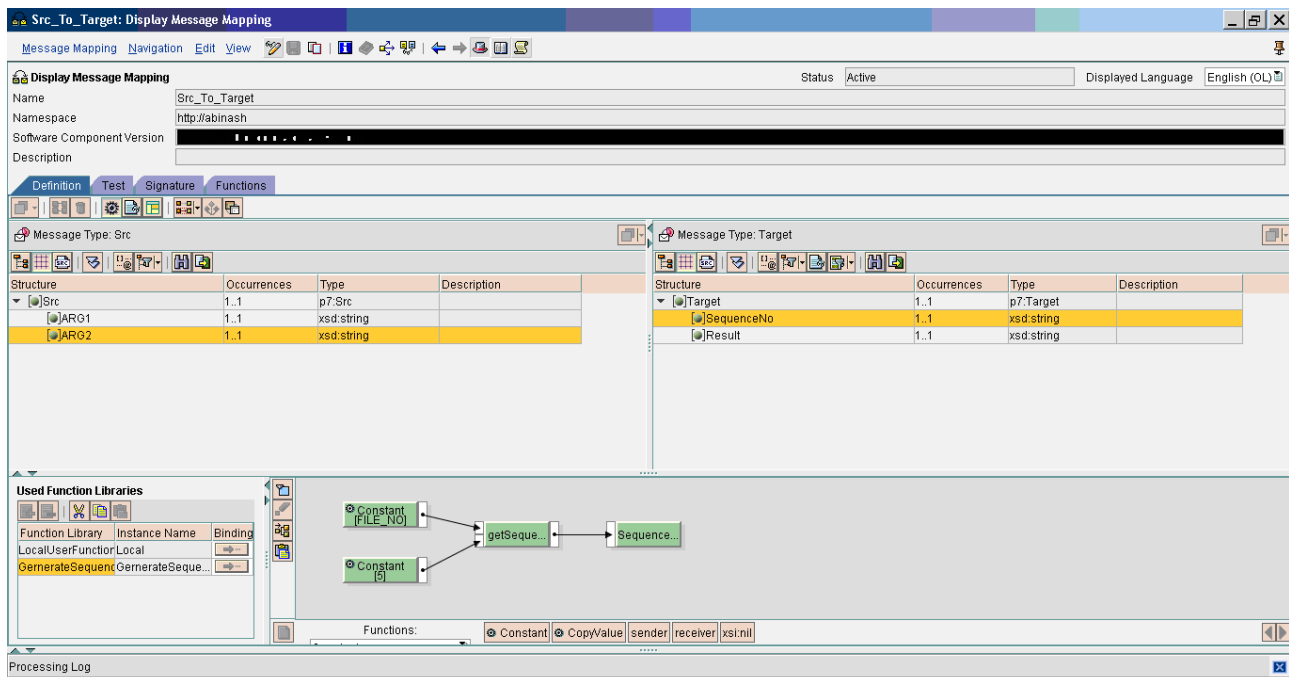 Src_To_Target: Display Message Mapping
Message Mapping Navigation Edit View
Display Message Mapping Status Active Displayed Language English (OL)
Name Src_To_Target
Namespace http://abinash
Software Component Version
Description
Definition Test Signature Functions
Message Type: Src
Structure Occurrences Type Description
[ ]Src 1..1 p7:Src
[ ]ARG1 1..1 xsd:string
[ ]ARG2 1..1 xsd:string
Message Type: Target
Structure Occurrences Type Description
[ ]Target 1..1 p7:Target
[ ]SequenceNo 1..1 xsd:string
[ ]Result 1..1 xsd:string
Used Function Libraries
Function Library Instance Name Binding
LocalUserFunction Local
GernerateSequenc GernerateSeque...
Constant
[FILE_NO]
getSeque...
Sequence...
Constant
[5]
Functions:
Constant CopyValue sender receiver xsi:nil
Processing Log